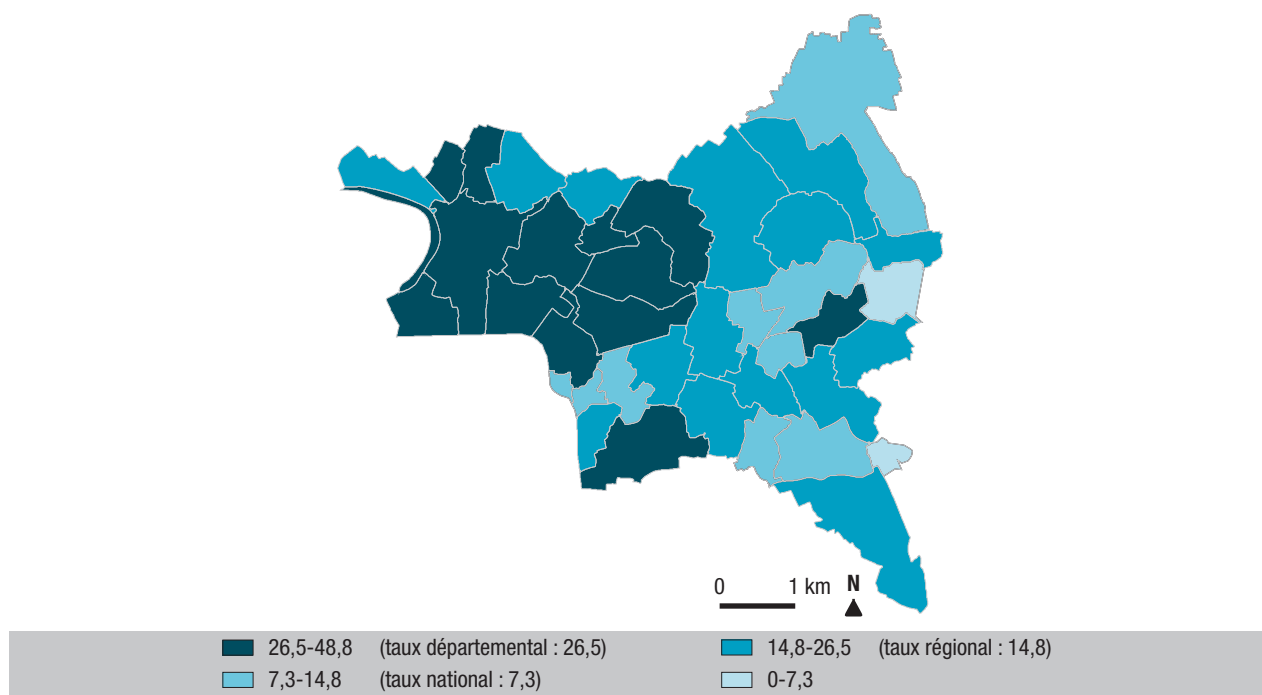 0 1 km N
26,5-48,8 (taux départemental : 26,5) 14,8-26,5 (taux régional : 14,8)
7,3-14,8 (taux national : 7,3) 0-7,3